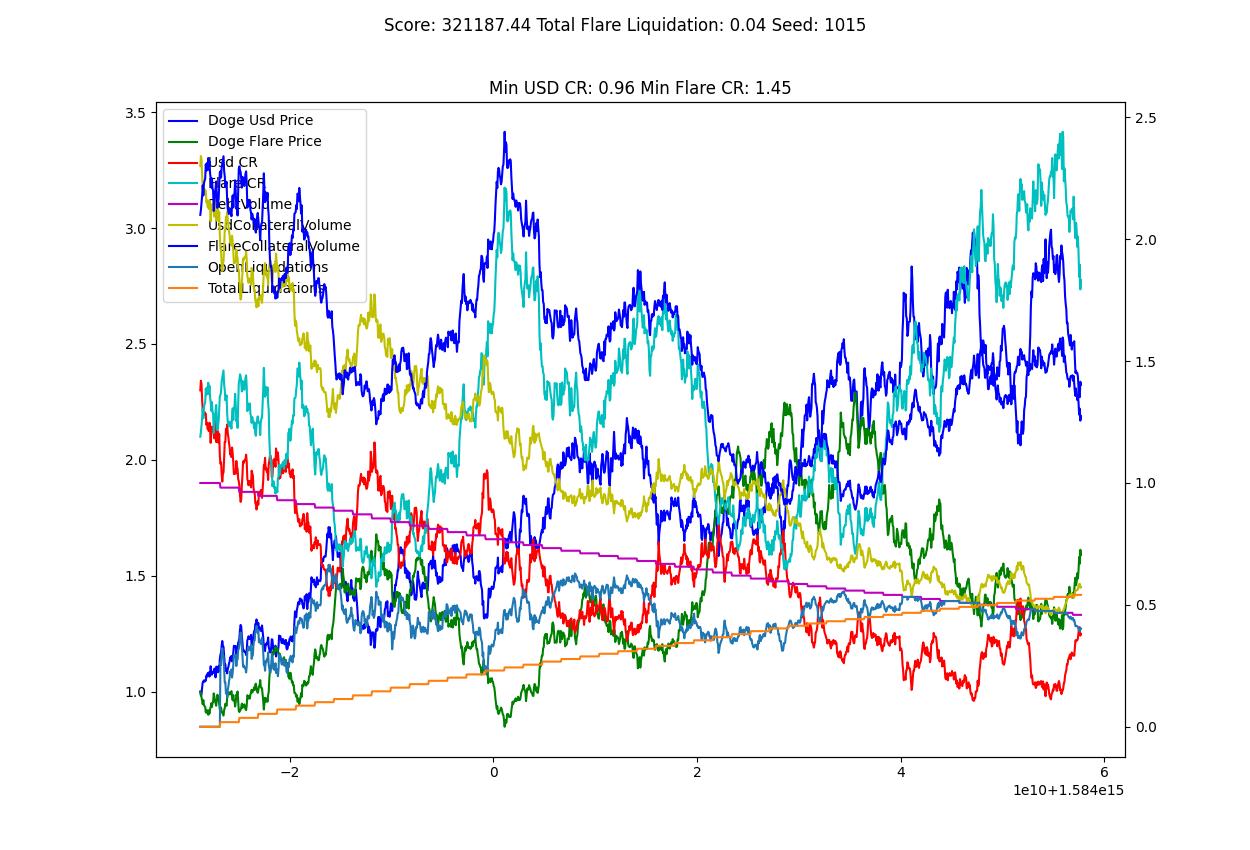 Score: 321187.44 Total Flare Liquidation: 0.04 Seed: 1015
Min USD CR: 0.96 Min Flare CR: 1.45
3.5
3.0
2.5
2.0
1.5
1.0
Doge Usd Price
Doge Flare Price
Usd CR
Flare CR
DebtVolume
UsdCollateralVolume
FlareCollateralVolume
OpenLiquidations
TotalLiquidations
2.5
2.0
1.5
1.0
0.5
0.0
−2 0 2 4 6
1e10+1.584e15